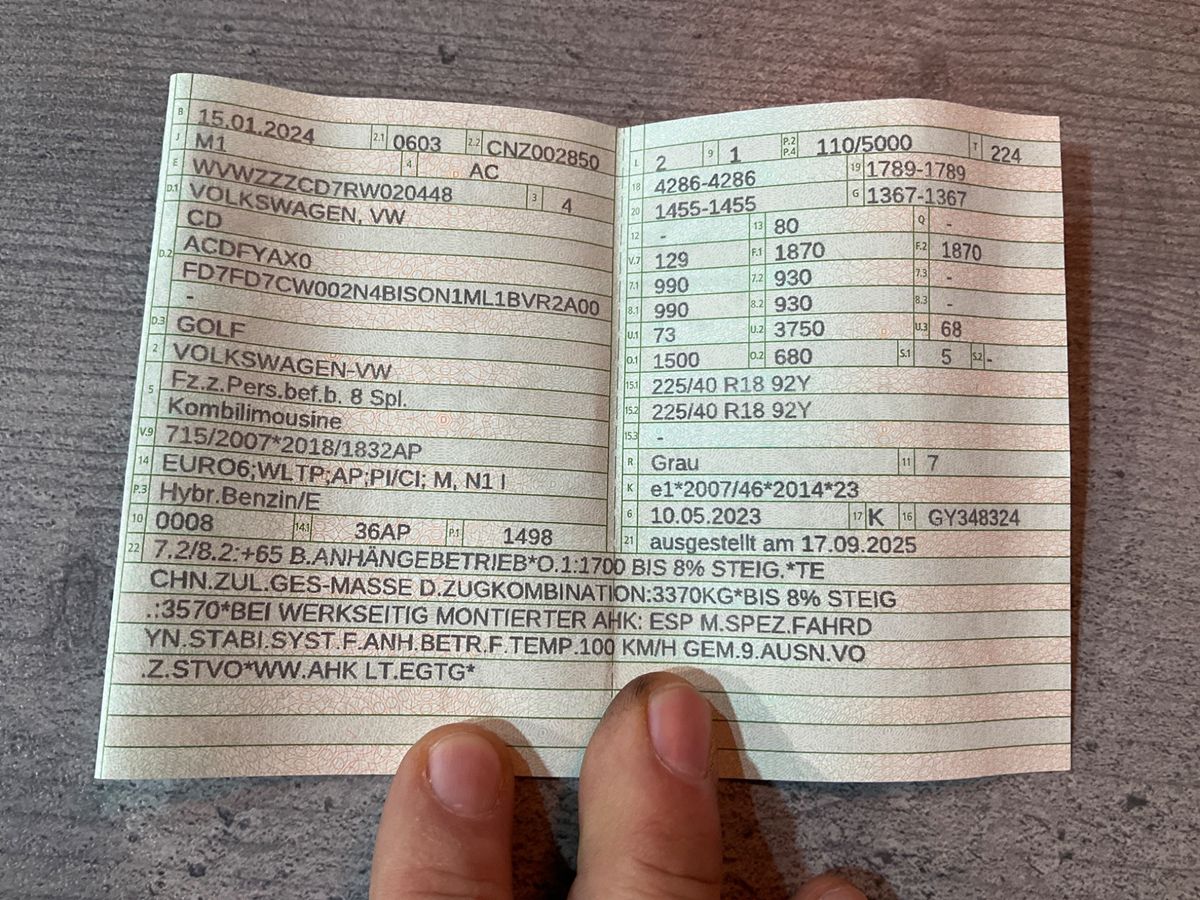 B 15.01.2024 2.1 0603 2.2 CNZ002850
J M1 4 AC
E WVWZZZCD7RW020448 3 4
D.1 VOLKSWAGEN, VW
CD
D.2 ACDFYAX0
FD7FD7CW002N4BISON1ML1BVR2A00
-
D.3 GOLF
2 VOLKSWAGEN-VW
5 Fz.z.Pers.bef.b. 8 Spl.
Kombilimousine
V.9 715/2007*2018/1832AP
14 EURO6;WLTP;AP;PI/CI; M, N1 I
P.3 Hybr.Benzin/E
10 0008 14.1 36AP P.1 1498
L 2 9 1 P.2 P.4 110/5000 T 224
18 4286-4286 19 1789-1789
20 1455-1455 G 1367-1367
12 - 13 80 Q -
V.7 129 F.1 1870 F.2 1870
7.1 990 7.2 930 7.3 -
8.1 990 8.2 930 8.3 -
U.1 73 U.2 3750 U.3 68
O.1 1500 O.2 680 S.1 5 S.2 -
15.1 225/40 R18 92Y
15.2 225/40 R18 92Y
15.3 -
R Grau 11 7
K e1*2007/46*2014*23
6 10.05.2023 17 K 16 GY348324
21 ausgestellt am 17.09.2025
22 7.2/8.2:+65 B.ANHÄNGEBETRIEB*O.1:1700 BIS 8% STEIG.*TE
CHN.ZUL.GES-MASSE D.ZUGKOMBINATION:3370KG*BIS 8% STEIG
.:3570*BEI WERKSEITIG MONTIERTER AHK: ESP M.SPEZ.FAHRD
YN.STABI.SYST.F.ANH.BETR.F.TEMP.100 KM/H GEM.9.AUSN.VO
.Z.STVO*WW.AHK LT.EGTG*